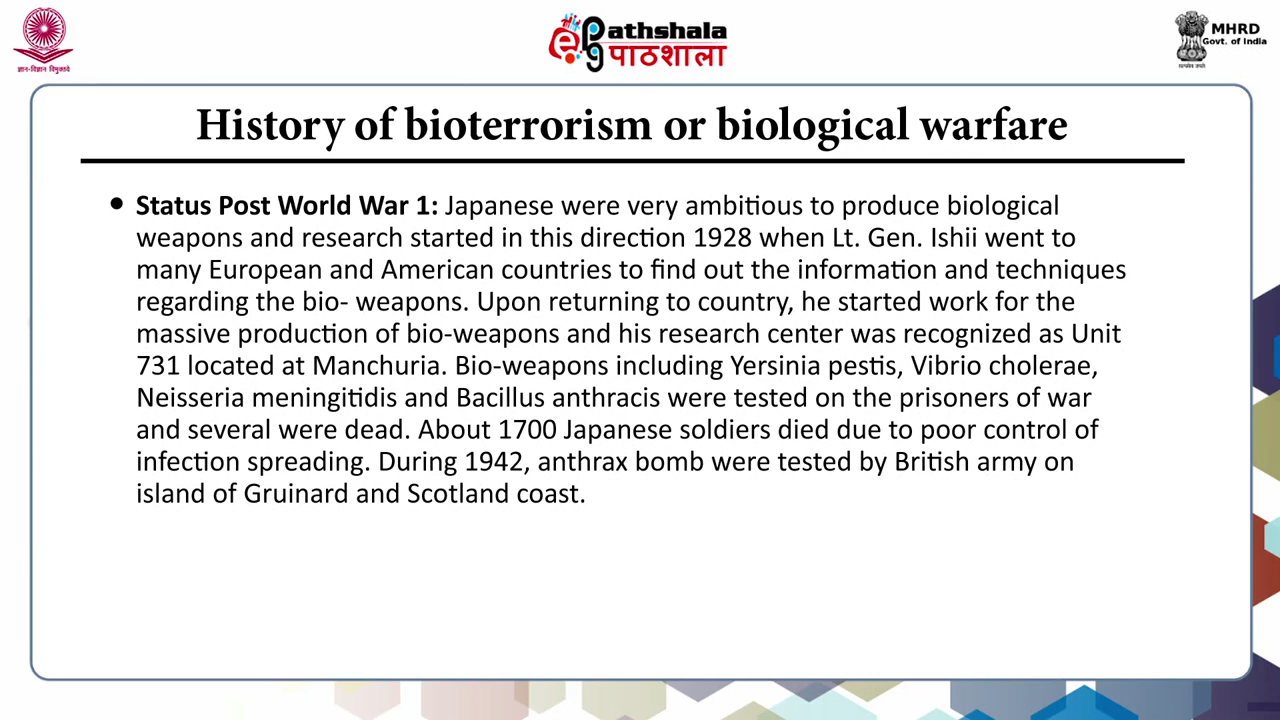 ज्ञान-विज्ञान विमुक्तये
ePG Pathshala
पाठशाला
MHRD
Govt. of India
सत्यमेव जयते
History of bioterrorism or biological warfare
• Status Post World War 1: Japanese were very ambitious to produce biological
weapons and research started in this direction 1928 when Lt. Gen. Ishii went to
many European and American countries to find out the information and techniques
regarding the bio- weapons. Upon returning to country, he started work for the
massive production of bio-weapons and his research center was recognized as Unit
731 located at Manchuria. Bio-weapons including Yersinia pestis, Vibrio cholerae,
Neisseria meningitidis and Bacillus anthracis were tested on the prisoners of war
and several were dead. About 1700 Japanese soldiers died due to poor control of
infection spreading. During 1942, anthrax bomb were tested by British army on
island of Gruinard and Scotland coast.